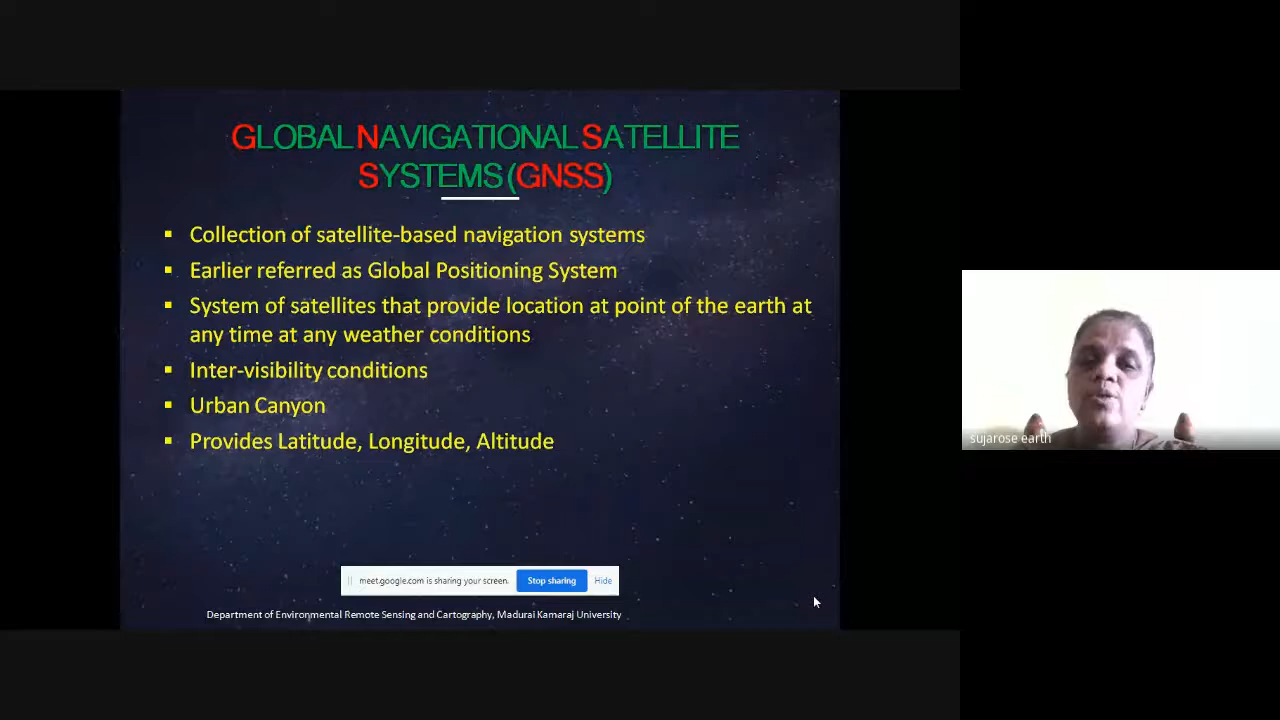 GLOBAL NAVIGATIONAL SATELLITE
SYSTEMS (GNSS)
Collection of satellite-based navigation systems
Earlier referred as Global Positioning System
System of satellites that provide location at point of the earth at
any time at any weather conditions
Inter-visibility conditions
Urban Canyon
Provides Latitude, Longitude, Altitude
meet.google.com is sharing your screen. Stop sharing Hide
Department of Environmental Remote Sensing and Cartography, Madurai Kamaraj University
sujarose earth